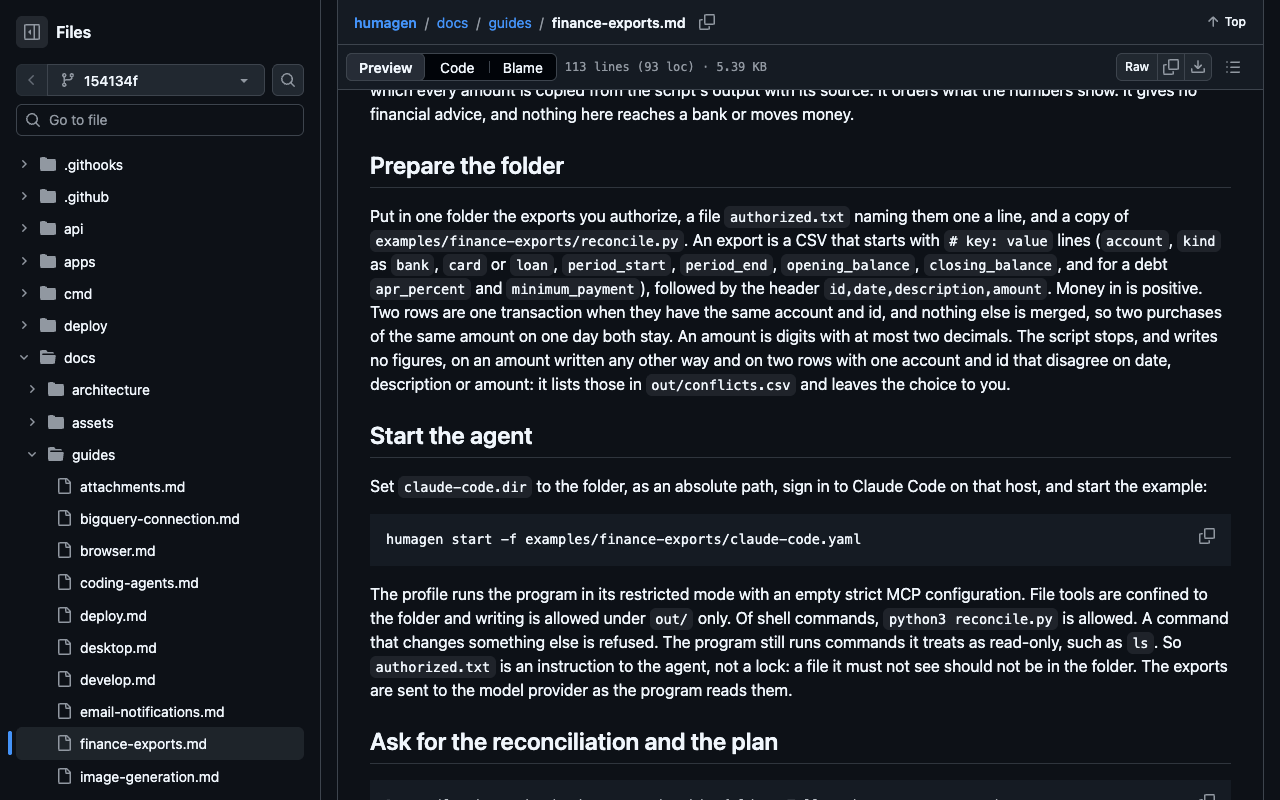 Files
154134f
Go to file
.githooks
.github
api
apps
cmd
deploy
docs
architecture
assets
guides
attachments.md
bigquery-connection.md
browser.md
coding-agents.md
deploy.md
desktop.md
develop.md
email-notifications.md
finance-exports.md
image-generation.md
humagen / docs / guides / finance-exports.md
Top
Preview Code Blame 113 lines (93 loc) · 5.39 KB
Raw
which every amount is copied from the script's output with its source. It orders what the numbers show. It gives no
financial advice, and nothing here reaches a bank or moves money.
Prepare the folder
Put in one folder the exports you authorize, a file authorized.txt naming them one a line, and a copy of
examples/finance-exports/reconcile.py. An export is a CSV that starts with # key: value lines (account, kind
as bank, card or loan, period_start, period_end, opening_balance, closing_balance, and for a debt
apr_percent and minimum_payment), followed by the header id,date,description,amount. Money in is positive.
Two rows are one transaction when they have the same account and id, and nothing else is merged, so two purchases
of the same amount on one day both stay. An amount is digits with at most two decimals. The script stops, and writes
no figures, on an amount written any other way and on two rows with one account and id that disagree on date,
description or amount: it lists those in out/conflicts.csv and leaves the choice to you.
Start the agent
Set claude-code.dir to the folder, as an absolute path, sign in to Claude Code on that host, and start the example:
humagen start -f examples/finance-exports/claude-code.yaml
The profile runs the program in its restricted mode with an empty strict MCP configuration. File tools are confined to
the folder and writing is allowed under out/ only. Of shell commands, python3 reconcile.py is allowed. A command
that changes something else is refused. The program still runs commands it treats as read-only, such as ls. So
authorized.txt is an instruction to the agent, not a lock: a file it must not see should not be in the folder. The exports
are sent to the model provider as the program reads them.
Ask for the reconciliation and the plan